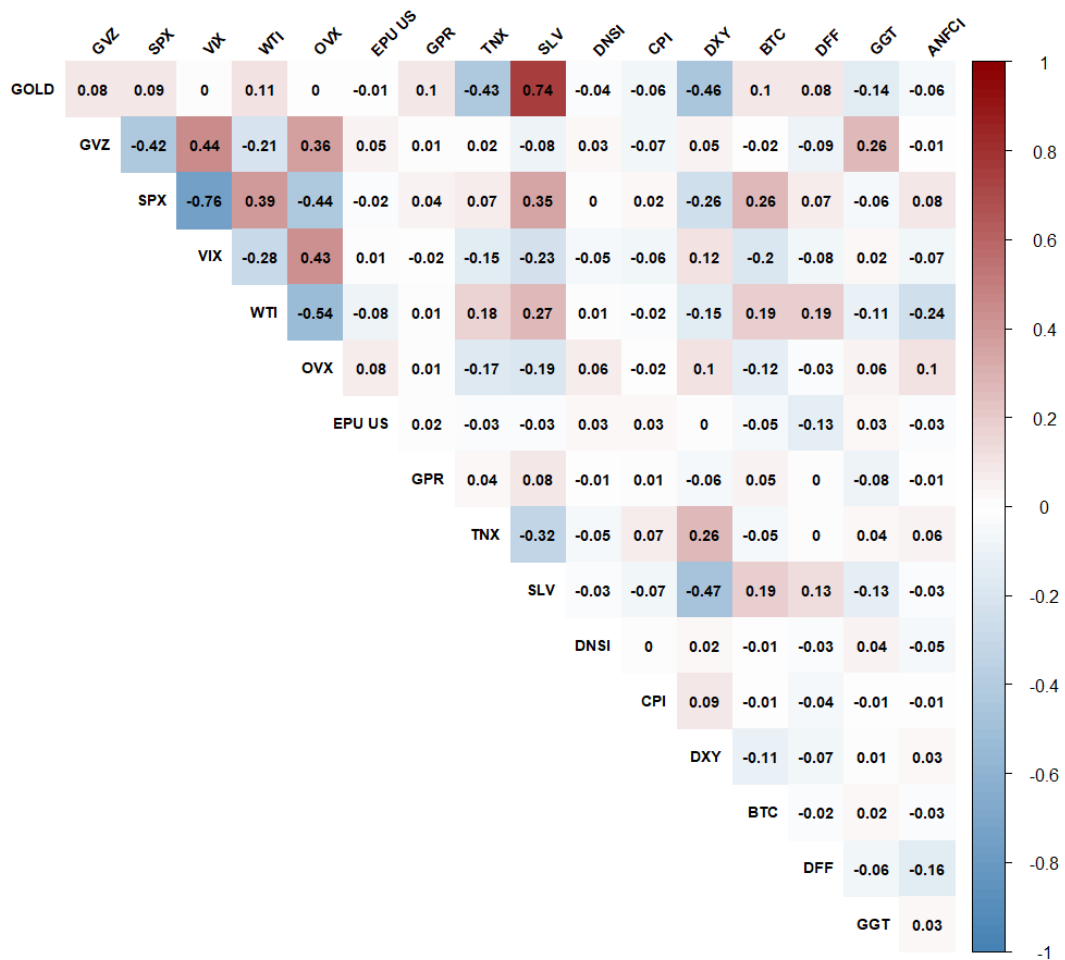 GVZ SPX VIX WTI OVX EPU US GPR TNX SLV DNSI CPI DXY BTC DFF GGT ANFCI
GOLD 0.08 0.09 0 0.11 0 -0.01 0.1 -0.43 0.74 -0.04 -0.06 -0.46 0.1 0.08 -0.14 -0.06
GVZ -0.42 0.44 -0.21 0.36 0.05 0.01 0.02 -0.08 0.03 -0.07 0.05 -0.02 -0.09 0.26 -0.01
SPX -0.76 0.39 -0.44 -0.02 0.04 0.07 0.35 0 0.02 -0.26 0.26 0.07 -0.06 0.08
VIX -0.28 0.43 0.01 -0.02 -0.15 -0.23 -0.05 -0.06 0.12 -0.2 -0.08 0.02 -0.07
WTI -0.54 -0.08 0.01 0.18 0.27 0.01 -0.02 -0.15 0.19 0.19 -0.11 -0.24
OVX 0.08 0.01 -0.17 -0.19 0.06 -0.02 0.1 -0.12 -0.03 0.06 0.1
EPU US 0.02 -0.03 -0.03 0.03 0.03 0 -0.05 -0.13 0.03 -0.03
GPR 0.04 0.08 -0.01 0.01 -0.06 0.05 0 -0.08 -0.01
TNX -0.32 -0.05 0.07 0.26 -0.05 0 0.04 0.06
SLV -0.03 -0.07 -0.47 0.19 0.13 -0.13 -0.03
DNSI 0 0.02 -0.01 -0.03 0.04 -0.05
CPI 0.09 -0.01 -0.04 -0.01 -0.01
DXY -0.11 -0.07 0.01 0.03
BTC -0.02 0.02 -0.03
DFF -0.06 -0.16
GGT 0.03
1
0.8
0.6
0.4
0.2
0
-0.2
-0.4
-0.6
-0.8
-1